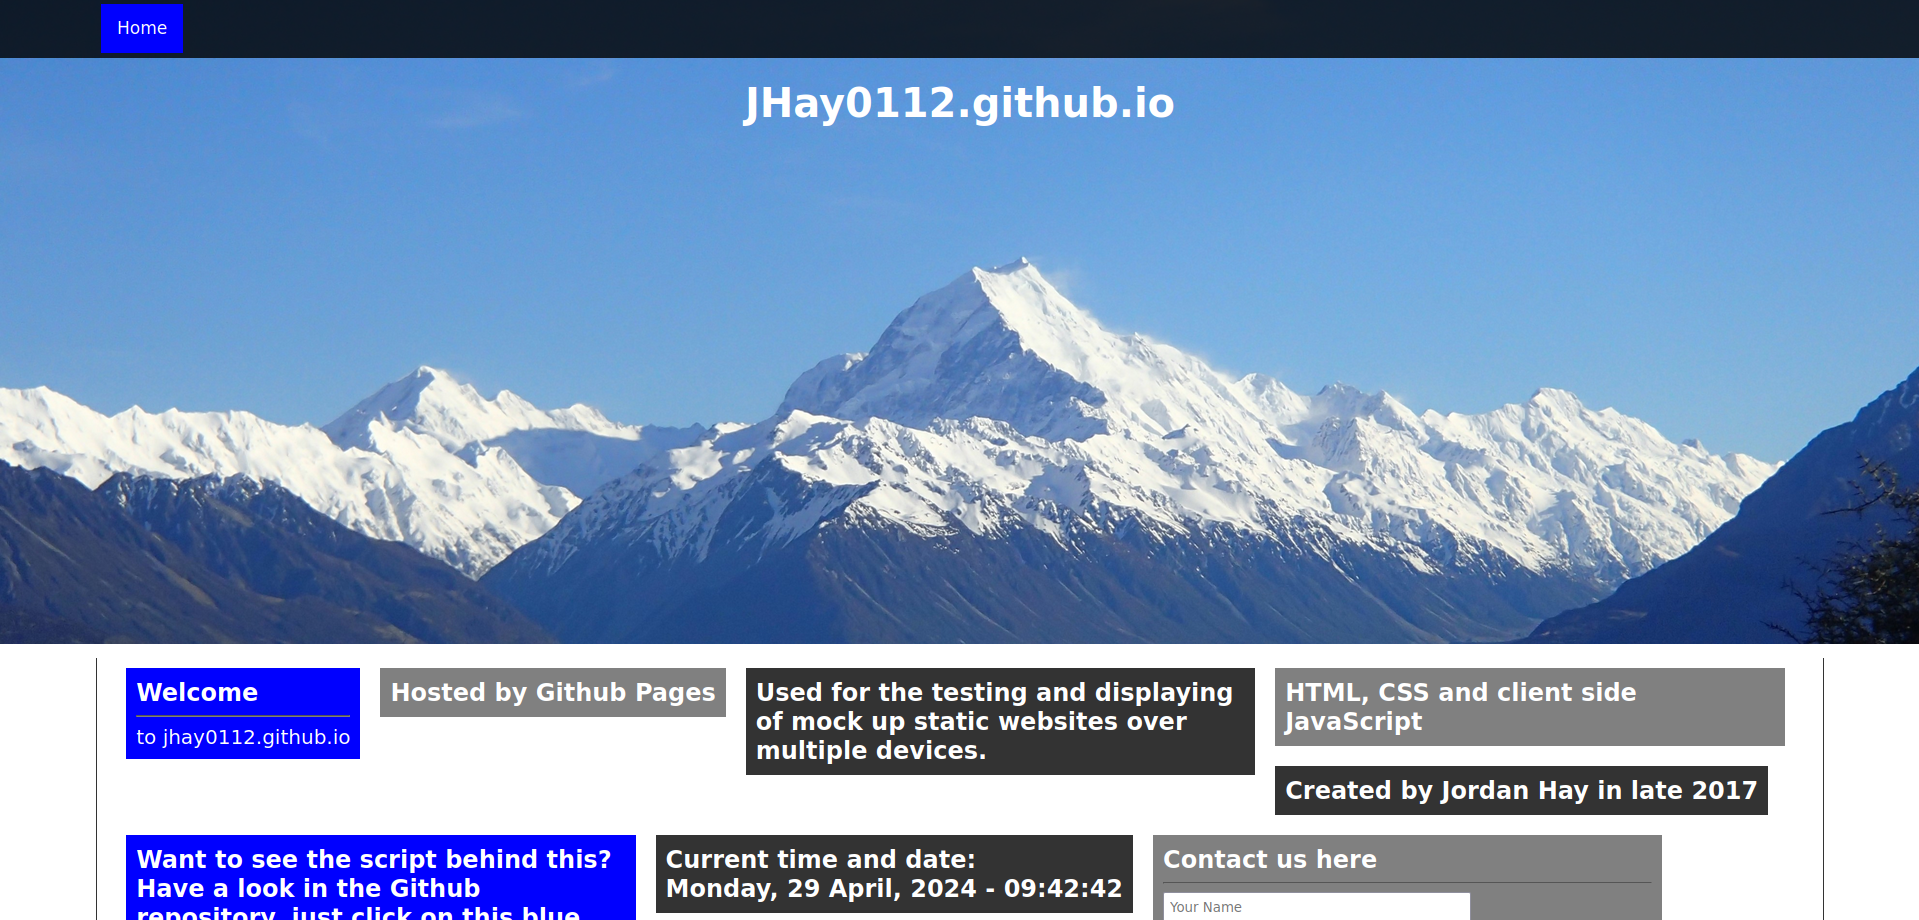 Home
JHay0112.github.io
Welcome
to jhay0112.github.io
Hosted by Github Pages
Used for the testing and displaying
of mock up static websites over
multiple devices.
HTML, CSS and client side
JavaScript
Created by Jordan Hay in late 2017
Want to see the script behind this?
Have a look in the Github
repository, just click on this blue
Current time and date:
Monday, 29 April, 2024 - 09:42:42
Contact us here
Your Name